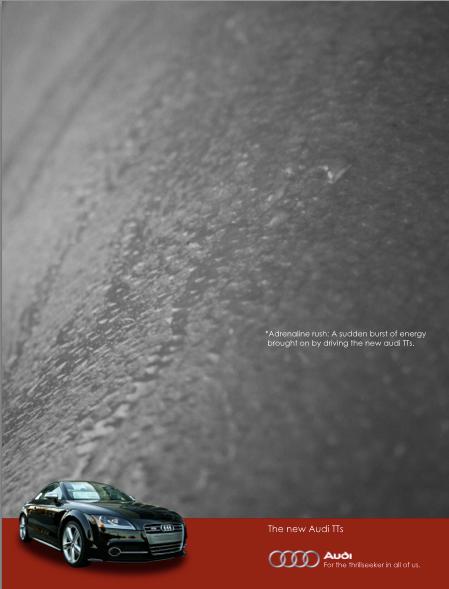 *Adrenaline rush: A sudden burst of energy
brought on by driving the new audi TTs.
The new Audi TTs
Audi
For the thrillseeker in all of us.